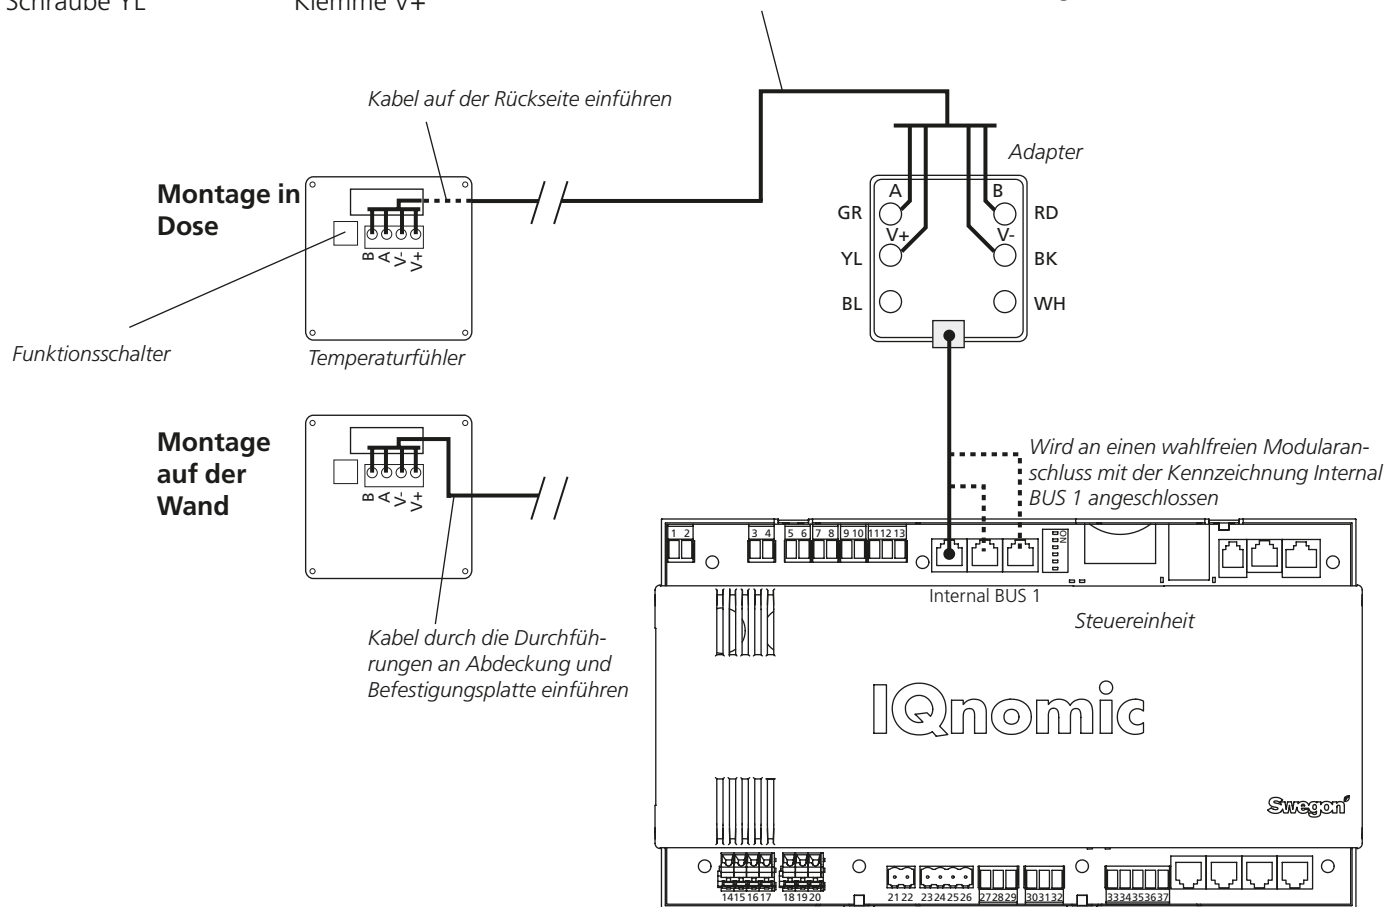 Schraube YL
Klemme V+
Kabel auf der Rückseite einführen
Adapter
Montage in
Dose
A
B
GR
RD
V+
V-
YL
BK
BL
WH
B
A
V-
V+
Funktionsschalter
Temperaturfühler
Montage
auf der
Wand
B
A
V-
V+
Wird an einen wahlfreien Modularan-
schluss mit der Kennzeichnung Internal
BUS 1 angeschlossen
1 2
3 4
5 6
7 8
9 10
11 12 13
NO
Internal BUS 1
Steuereinheit
Kabel durch die Durchfüh-
rungen an Abdeckung und
Befestigungsplatte einführen
IQnomic
Swegon
14 15 16 17
18 19 20
21 22
23 24 25 26
27 28 29
30 31 32
33 34 35 36 37